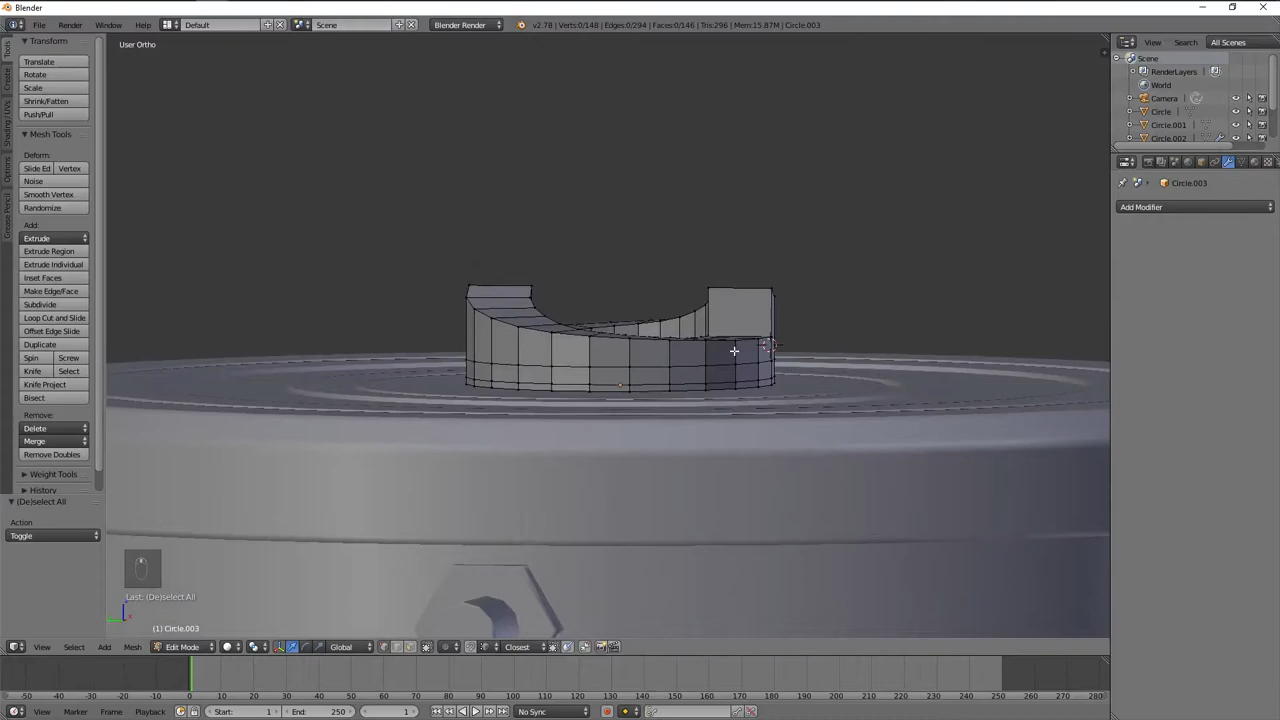 Blender
File Render Window Help Default Scene Blender Render v2.78 | Verts:0/148 | Edges:0/294 | Faces:0/146 | Tris:296 | Mem:15.87M | Circle.003
Transform
Translate
Rotate
Scale
Shrink/Fatten
Push/Pull
Mesh Tools
Deform:
Slide Ed Vertex
Noise
Smooth Vertex
Randomize
Add:
Extrude
Extrude Region
Extrude Individual
Inset Faces
Make Edge/Face
Subdivide
Loop Cut and Slide
Offset Edge Slide
Duplicate
Spin Screw
Knife Select
Knife Project
Bisect
Remove:
Delete
Merge
Remove Doubles
Weight Tools
History
(De)select All
Action
Toggle
Tools
Create
Shading / UVs
Options
Grease Pencil
User Ortho
Last: (De)select All
(1) Circle.003
View Search All Scenes
Scene
RenderLayers
World
Camera
Circle
Circle.001
Circle.002
Circle.003
Add Modifier
View Select Add Mesh Edit Mode Global Closest
-50 -40 -30 -20 -10 0 10 20 30 40 50 60 70 80 90 100 110 120 130 140 150 160 170 180 190 200 210 220 230 240 250 260 270 280
View Marker Frame Playback Start: 1 End: 250 1 No Sync